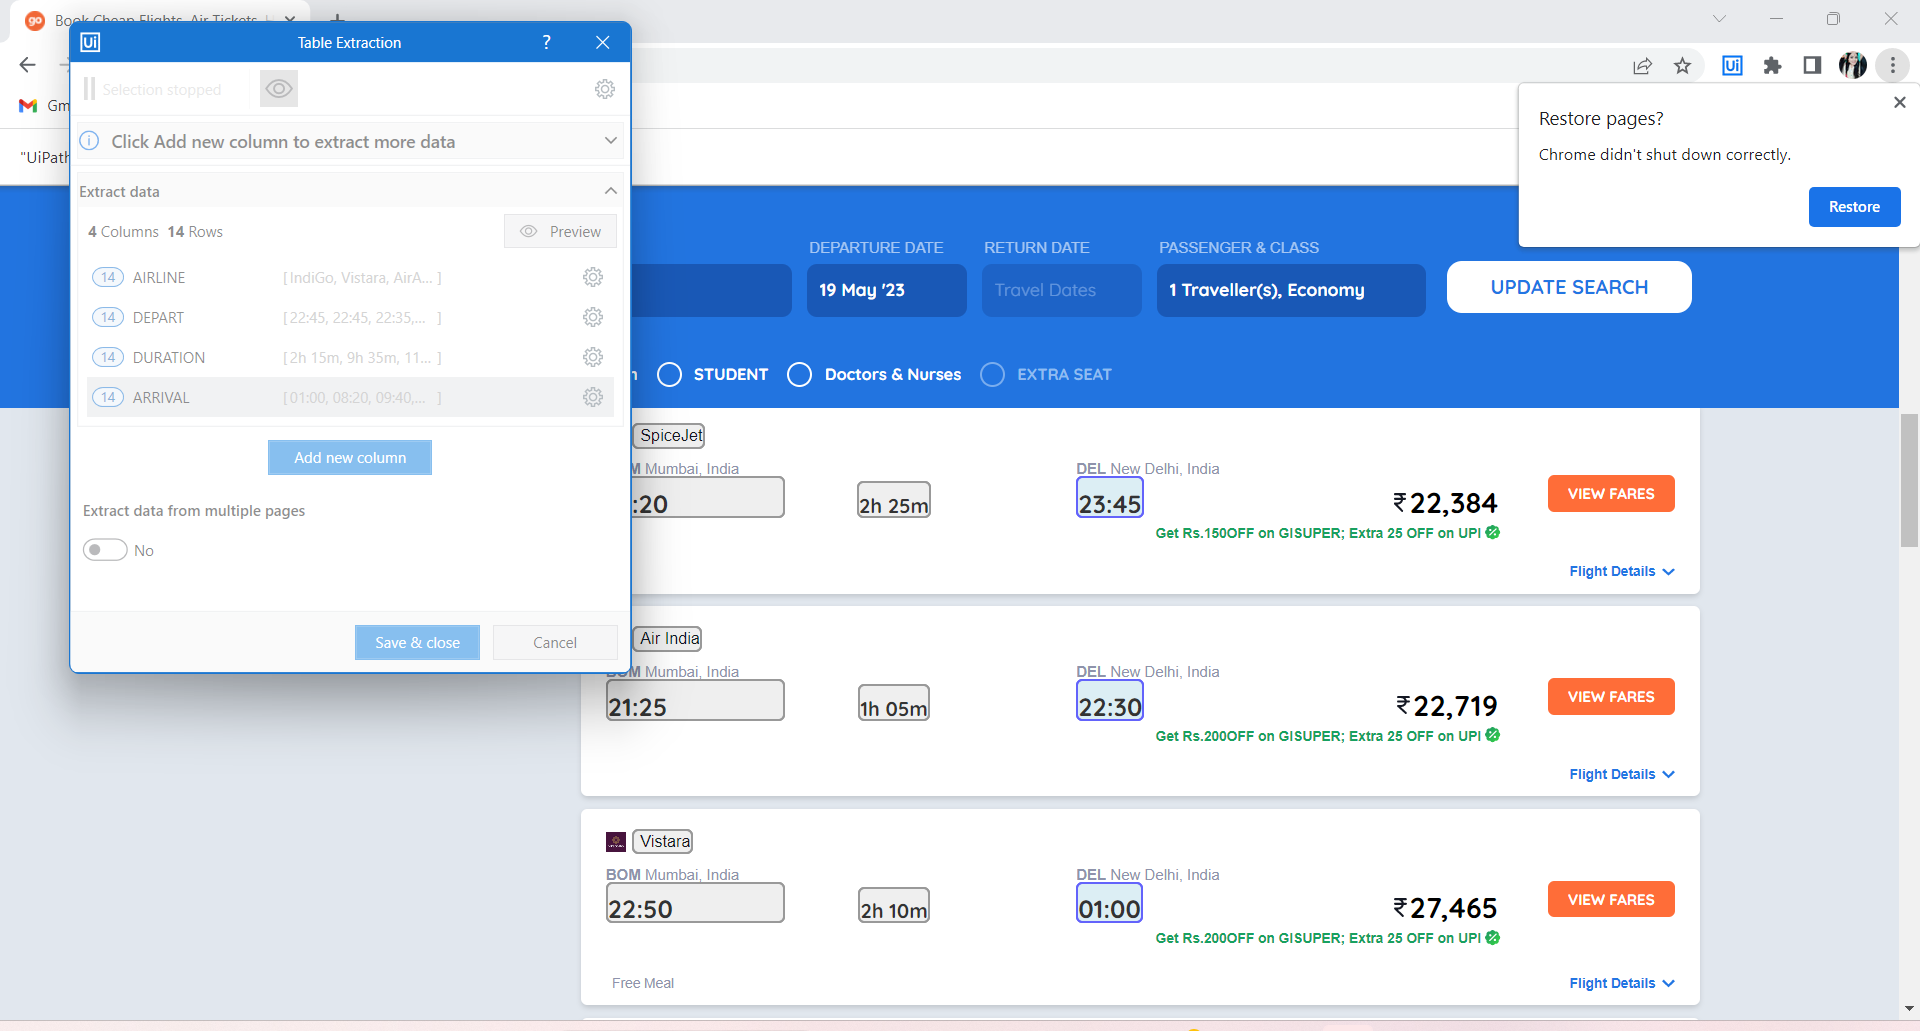 go Book Cheap Flights, Air Tickets
Ui Table Extraction ?
Selection stopped
Ui
Gm
Click Add new column to extract more data
"UiPath
Restore pages?
Chrome didn't shut down correctly.
Restore
Extract data
4 Columns 14 Rows
Preview
14 AIRLINE [IndiGo, Vistara, AirA... ]
14 DEPART [22:45, 22:45, 22:35,... ]
14 DURATION [2h 15m, 9h 35m, 11... ]
14 ARRIVAL [01:00, 08:20, 09:40,... ]
Add new column
Extract data from multiple pages
No
Save & close
Cancel
DEPARTURE DATE RETURN DATE PASSENGER & CLASS
19 May '23 Travel Dates 1 Traveller(s), Economy UPDATE SEARCH
n STUDENT Doctors & Nurses EXTRA SEAT
SpiceJet
M Mumbai, India DEL New Delhi, India
:20 2h 25m 23:45 ₹22,384 VIEW FARES
Get Rs.150OFF on GISUPER; Extra 25 OFF on UPI
Flight Details
Air India
BOM Mumbai, India DEL New Delhi, India
21:25 1h 05m 22:30 ₹22,719 VIEW FARES
Get Rs.200OFF on GISUPER; Extra 25 OFF on UPI
Flight Details
Vistara
BOM Mumbai, India DEL New Delhi, India
22:50 2h 10m 01:00 ₹27,465 VIEW FARES
Get Rs.200OFF on GISUPER; Extra 25 OFF on UPI
Free Meal Flight Details